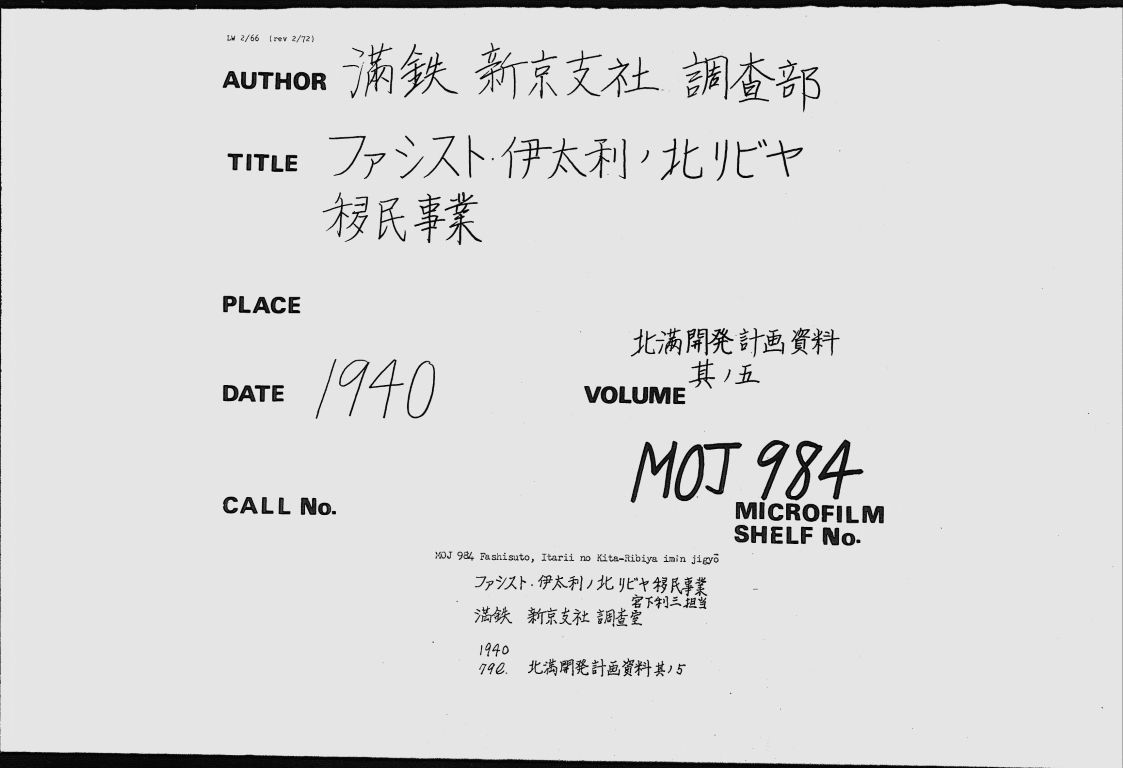 LW 2/66 (rev 2/72)
AUTHOR 滿鉄 新京支社 調査部
TITLE ファシスト・伊太利ノ北リビヤ
移民事業
PLACE
北滿開発計画資料
其ノ五
DATE 1940 VOLUME
MOJ 984
CALL No. MICROFILM
SHELF No.
MOJ 984 Fashisuto, Itarii no Kita-Ribiya imin jigyō
ファシスト・伊太利ノ北リビヤ移民事業
宮下利三担当
滿鉄 新京支社 調査室
1940
79ℓ. 北滿開発計画資料其ノ5